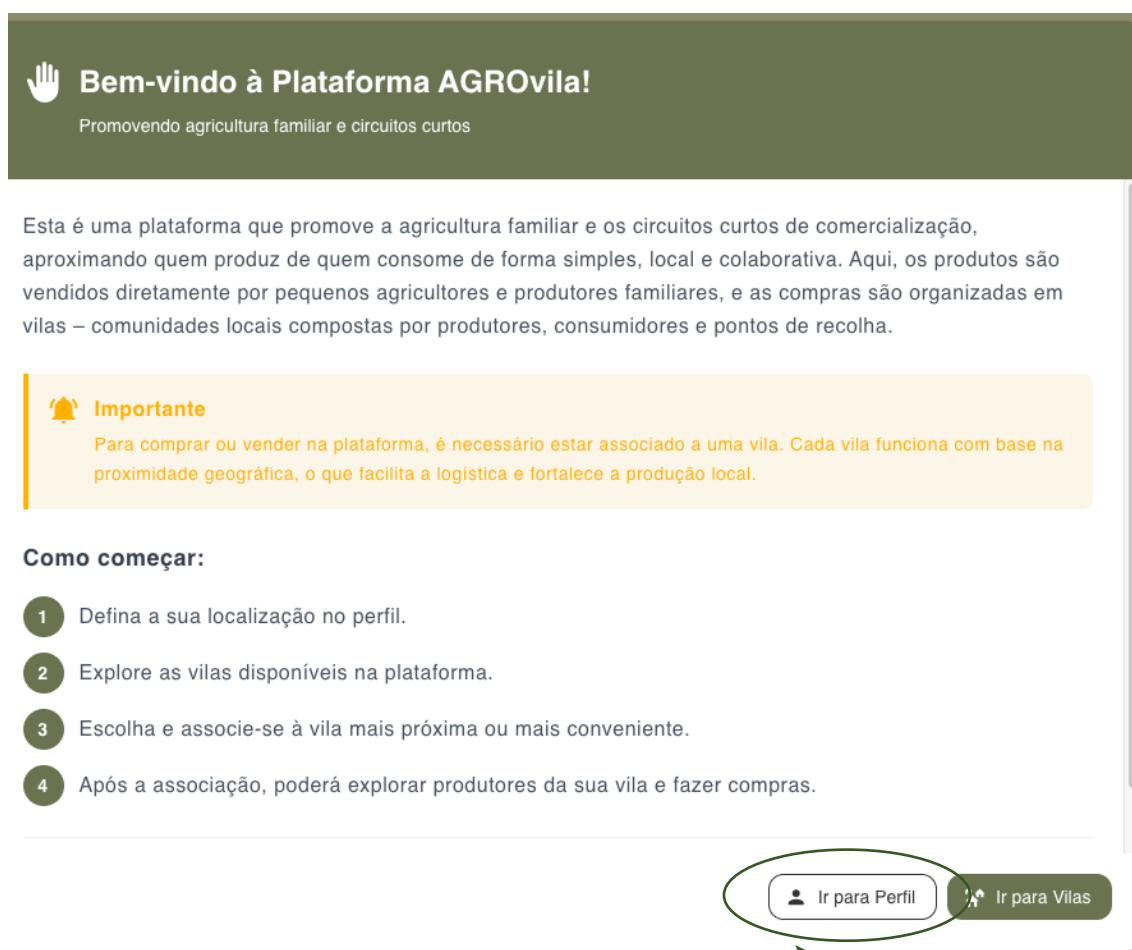 Bem-vindo à Plataforma AGROvila!
Promovendo agricultura familiar e circuitos curtos
Esta é uma plataforma que promove a agricultura familiar e os circuitos curtos de comercialização,
aproximando quem produz de quem consome de forma simples, local e colaborativa. Aqui, os produtos são
vendidos diretamente por pequenos agricultores e produtores familiares, e as compras são organizadas em
vilas – comunidades locais compostas por produtores, consumidores e pontos de recolha.
Importante
Para comprar ou vender na plataforma, é necessário estar associado a uma vila. Cada vila funciona com base na
proximidade geográfica, o que facilita a logística e fortalece a produção local.
Como começar:
1 Defina a sua localização no perfil.
2 Explore as vilas disponíveis na plataforma.
3 Escolha e associe-se à vila mais próxima ou mais conveniente.
4 Após a associação, poderá explorar produtores da sua vila e fazer compras.
Ir para Perfil Ir para Vilas